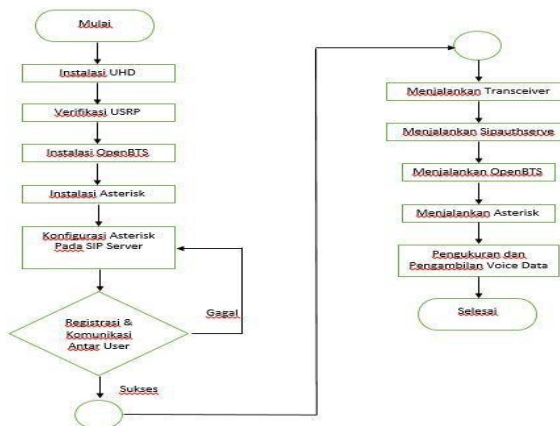 Mulai
Instalasi UHD
Verifikasi USRP
Instalasi OpenBTS
Instalasi Asterisk
Konfigurasi Asterisk
Pada SIP Server
Registrasi &
Komunikasi
Antar User
Gagal
Sukses
Menjalankan Transceiver
Menjalankan Sipauthserve
Menjalankan OpenBTS
Menjalankan Asterisk
Pengukuran dan
Pengambilan Voice Data
Selesai